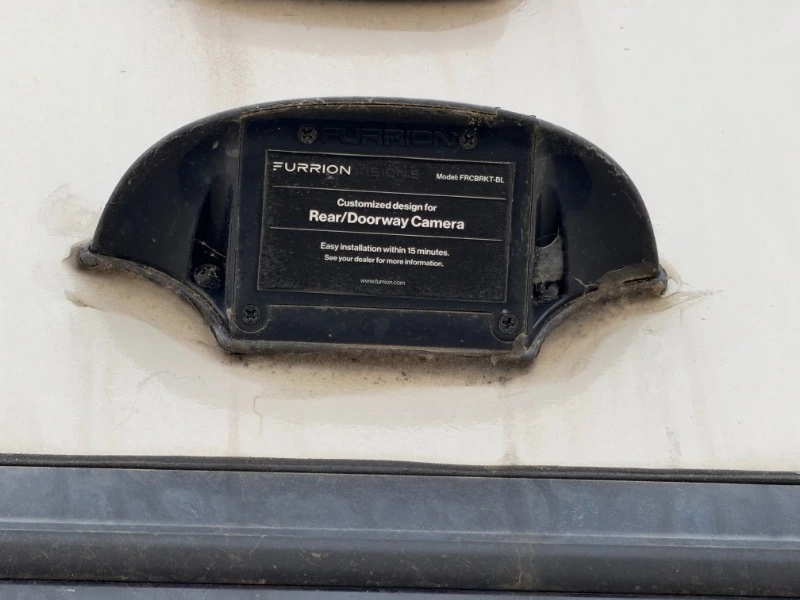 FURRION
FURRION
Model: FRCBRKT-BL
Customized design for
Rear/Doorway Camera
Easy installation within 15 minutes.
See your dealer for more information.
www.furrion.com